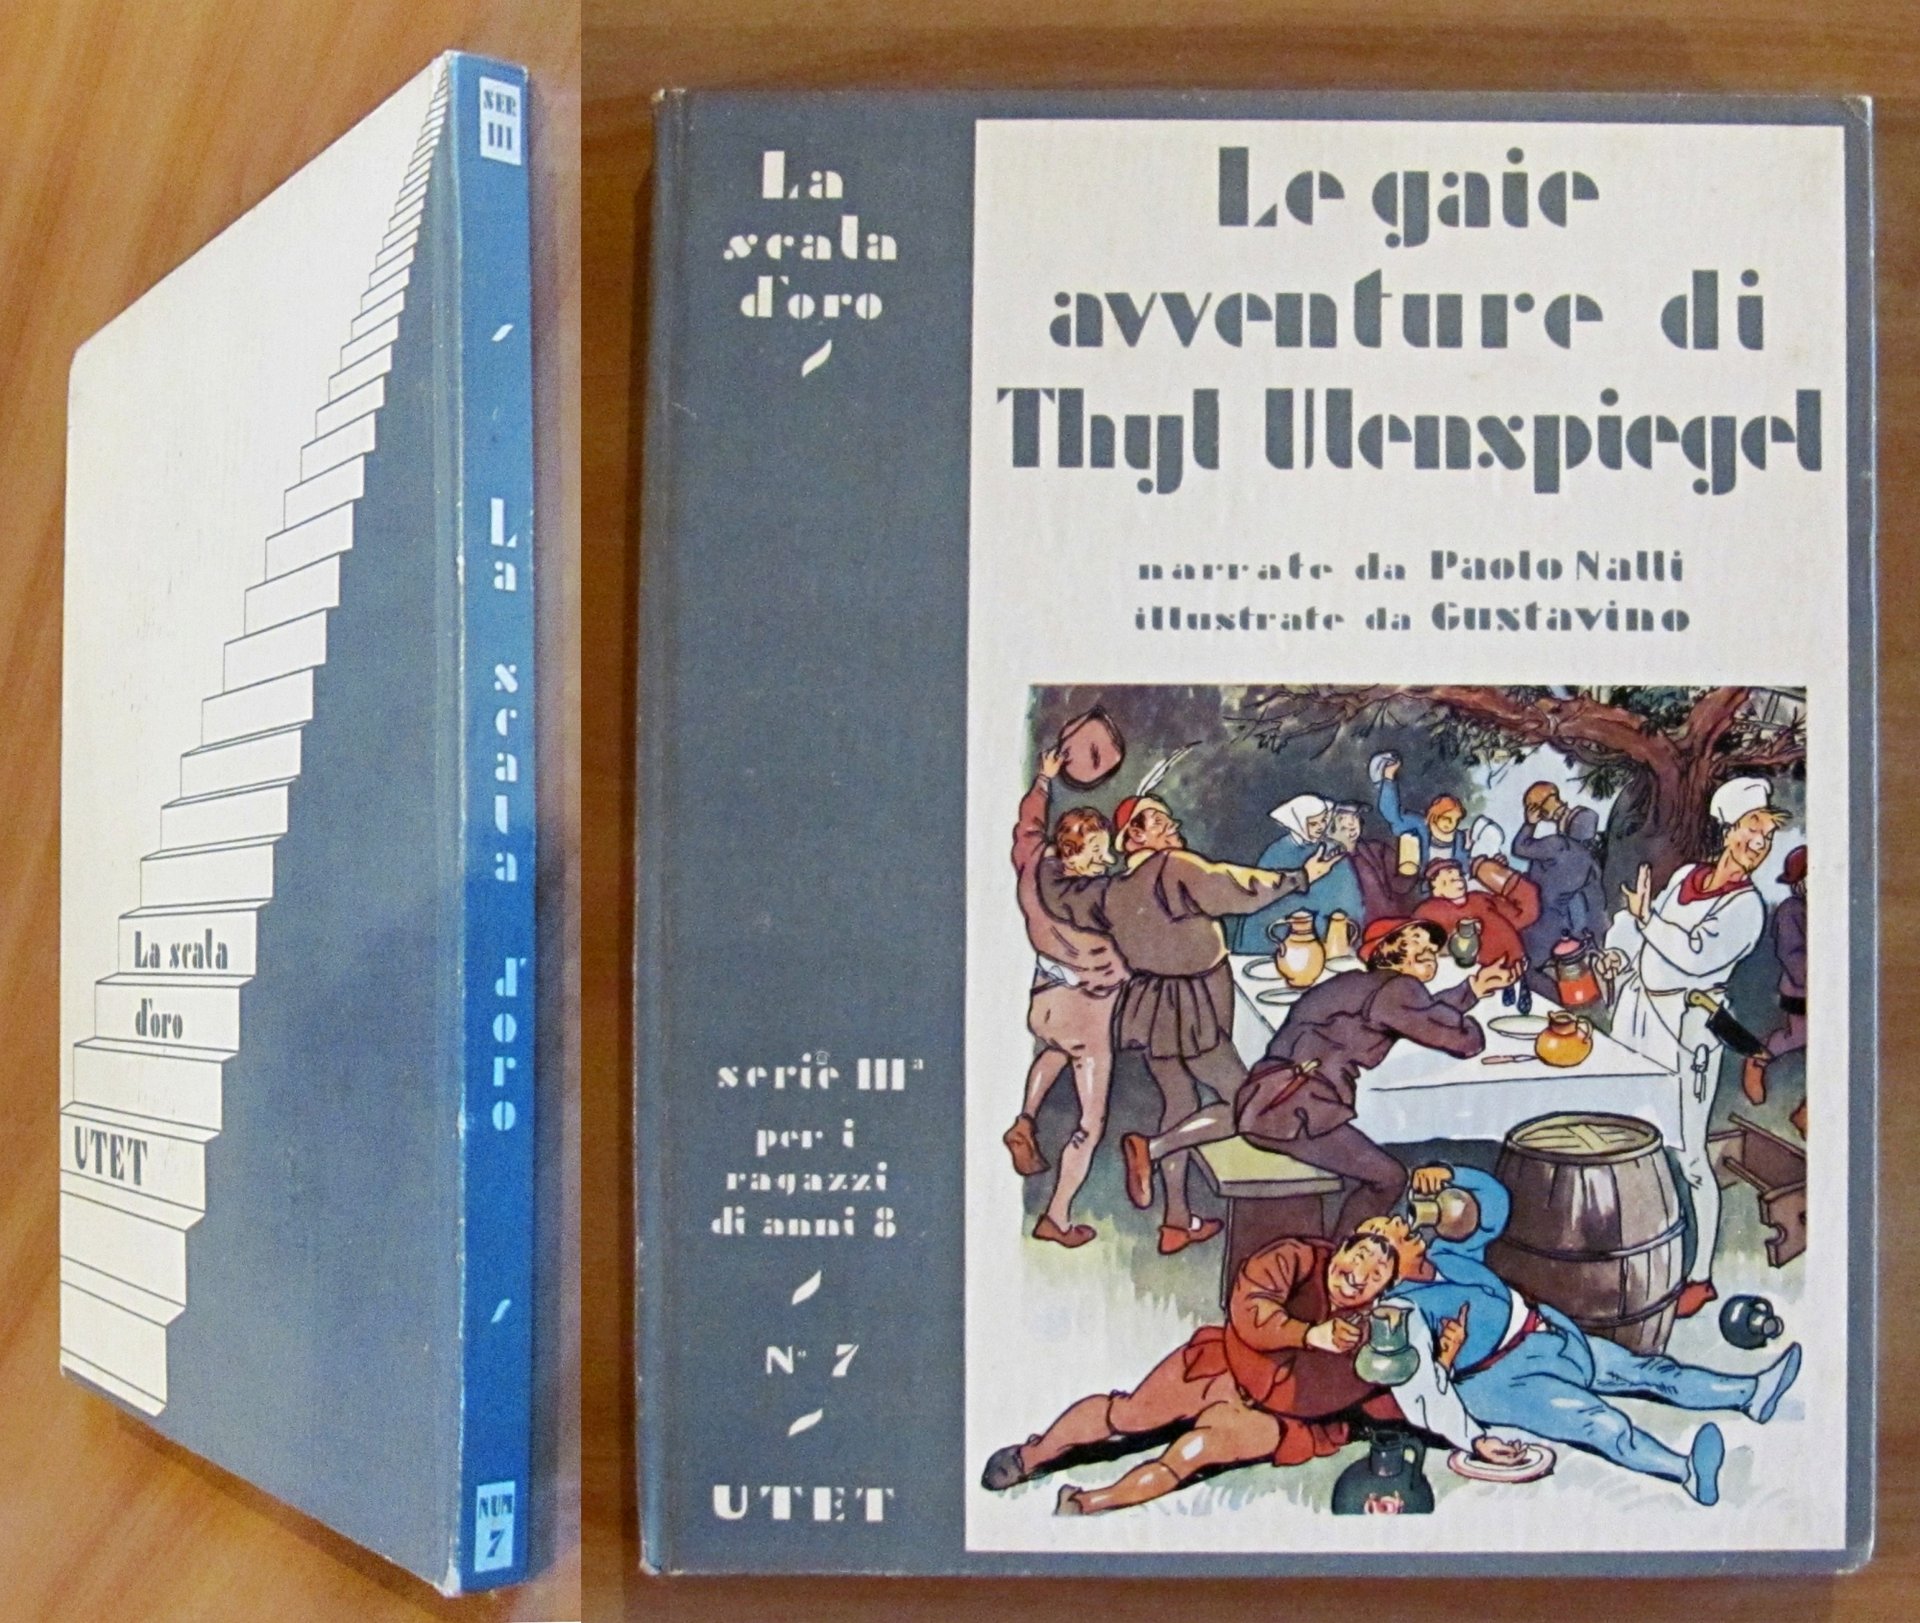 La scala
d'oro
UTET
SER
III
La scala d'oro
NUM
7
La
scala
d'oro
serie IIIª
per i
ragazzi
di anni 8
Nº 7
UTET
Le gaie
avventure di
Thyl Ulenspiegel
narrate da Paolo Nalli
illustrate da Gustavino